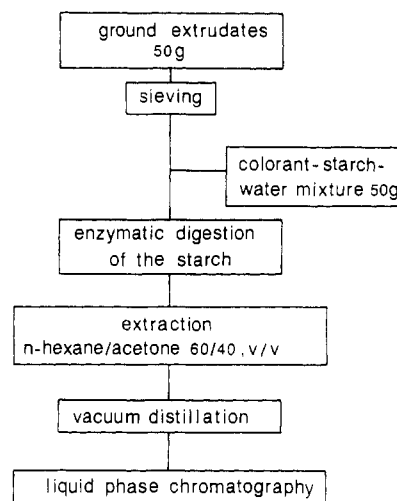 ground extrudates
50g
sieving
colorant-starch-
water mixture 50g
enzymatic digestion
of the starch
extraction
n-hexane/acetone 60/40, v/v
vacuum distillation
liquid phase chromatography